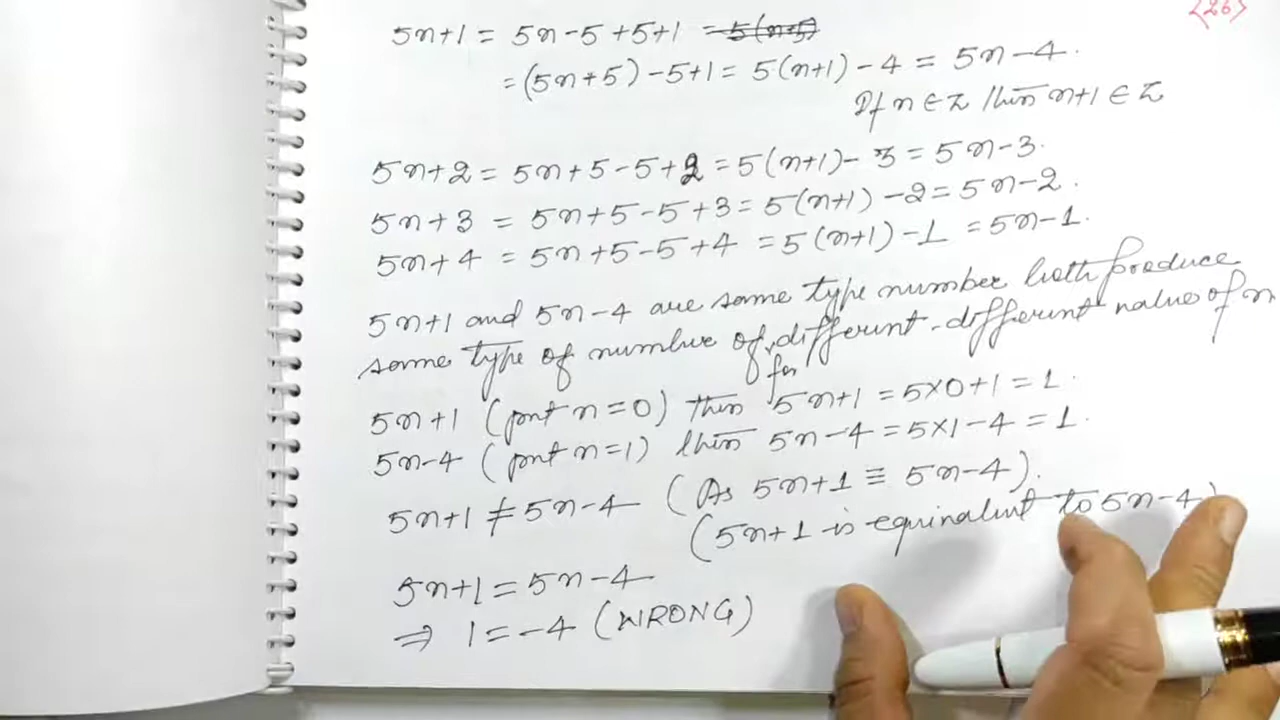 <26>
5n+1 = 5n-5+5+1 = 5(n+5)
= (5n+5)-5+1 = 5(n+1)-4 = 5n-4.
If n ∈ Z then n+1 ∈ Z
5n+2 = 5n+5-5+2 = 5(n+1)-3 = 5n-3.
5n+3 = 5n+5-5+3 = 5(n+1)-2 = 5n-2.
5n+4 = 5n+5-5+4 = 5(n+1)-1 = 5n-1.
5n+1 and 5n-4 are same type number both produce
same type of number of, different-different value of n
for
5n+1 (put n=0) then 5n+1 = 5×0+1 = 1.
5n-4 (put n=1) then 5n-4 = 5×1-4 = 1.
5n+1 ≠ 5n-4 (As 5n+1 ≡ 5n-4).
(5n+1 is equivalent to 5n-4)
5n+1 = 5n-4
⇒ 1 = -4 (WRONG)